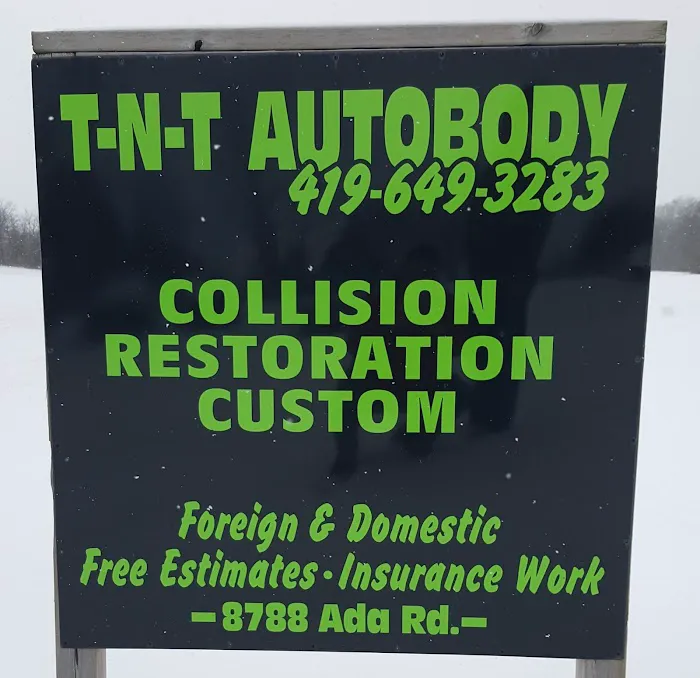 T-N-T AUTOBODY
419-649-3283
COLLISION
RESTORATION
CUSTOM
Foreign & Domestic
Free Estimates · Insurance Work
-8788 Ada Rd.-